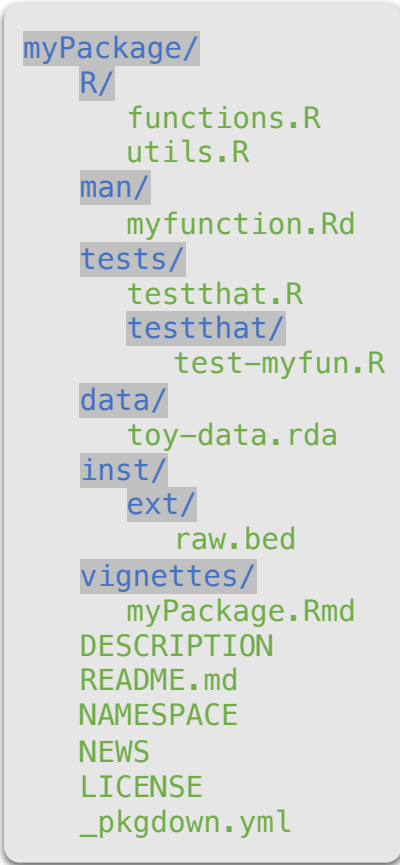 myPackage/
R/
functions.R
utils.R
man/
myfunction.Rd
tests/
testthat.R
testthat/
test-myfun.R
data/
toy-data.rda
inst/
ext/
raw.bed
vignettes/
myPackage.Rmd
DESCRIPTION
README.md
NAMESPACE
NEWS
LICENSE
_pkgdown.yml